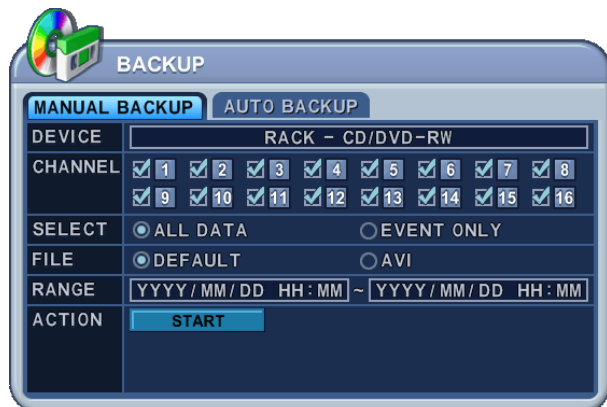 BACKUP
MANUAL BACKUP AUTO BACKUP
DEVICE RACK - CD/DVD-RW
CHANNEL 1 2 3 4 5 6 7 8
9 10 11 12 13 14 15 16
SELECT ALL DATA EVENT ONLY
FILE DEFAULT AVI
RANGE YYYY/MM/DD HH:MM ~ YYYY/MM/DD HH:MM
ACTION START